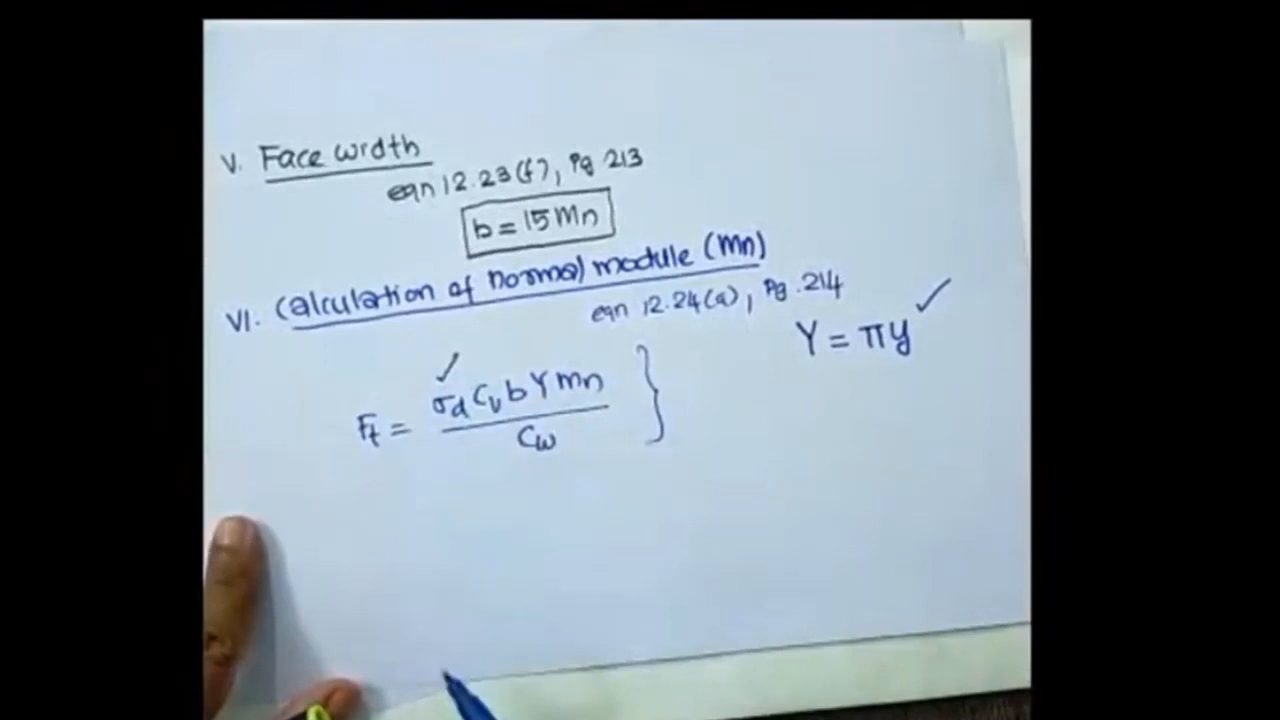 V. Face width
eqn 12.23(f), Pg 213
b = 15 Mn
VI. Calculation of normal module (Mn)
eqn 12.24(a), Pg. 214
Y = πy ✓
✓
Ft = σd Cv b Y mn / Cw }